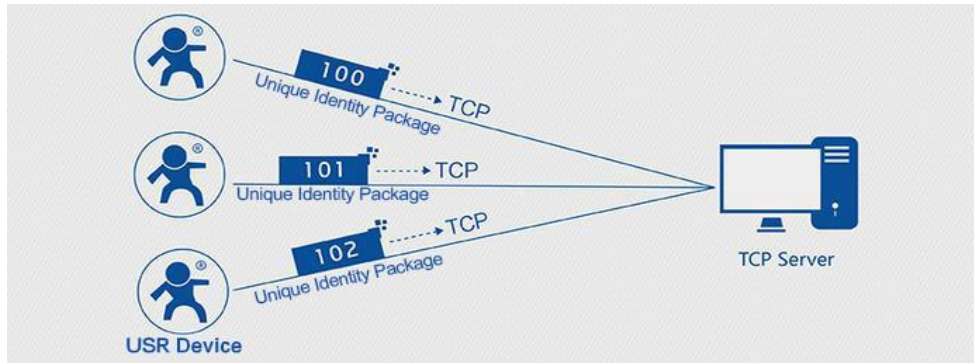 ®
100
TCP
Unique Identity Package
®
101
TCP
Unique Identity Package
®
102
TCP
Unique Identity Package
USR Device
TCP Server